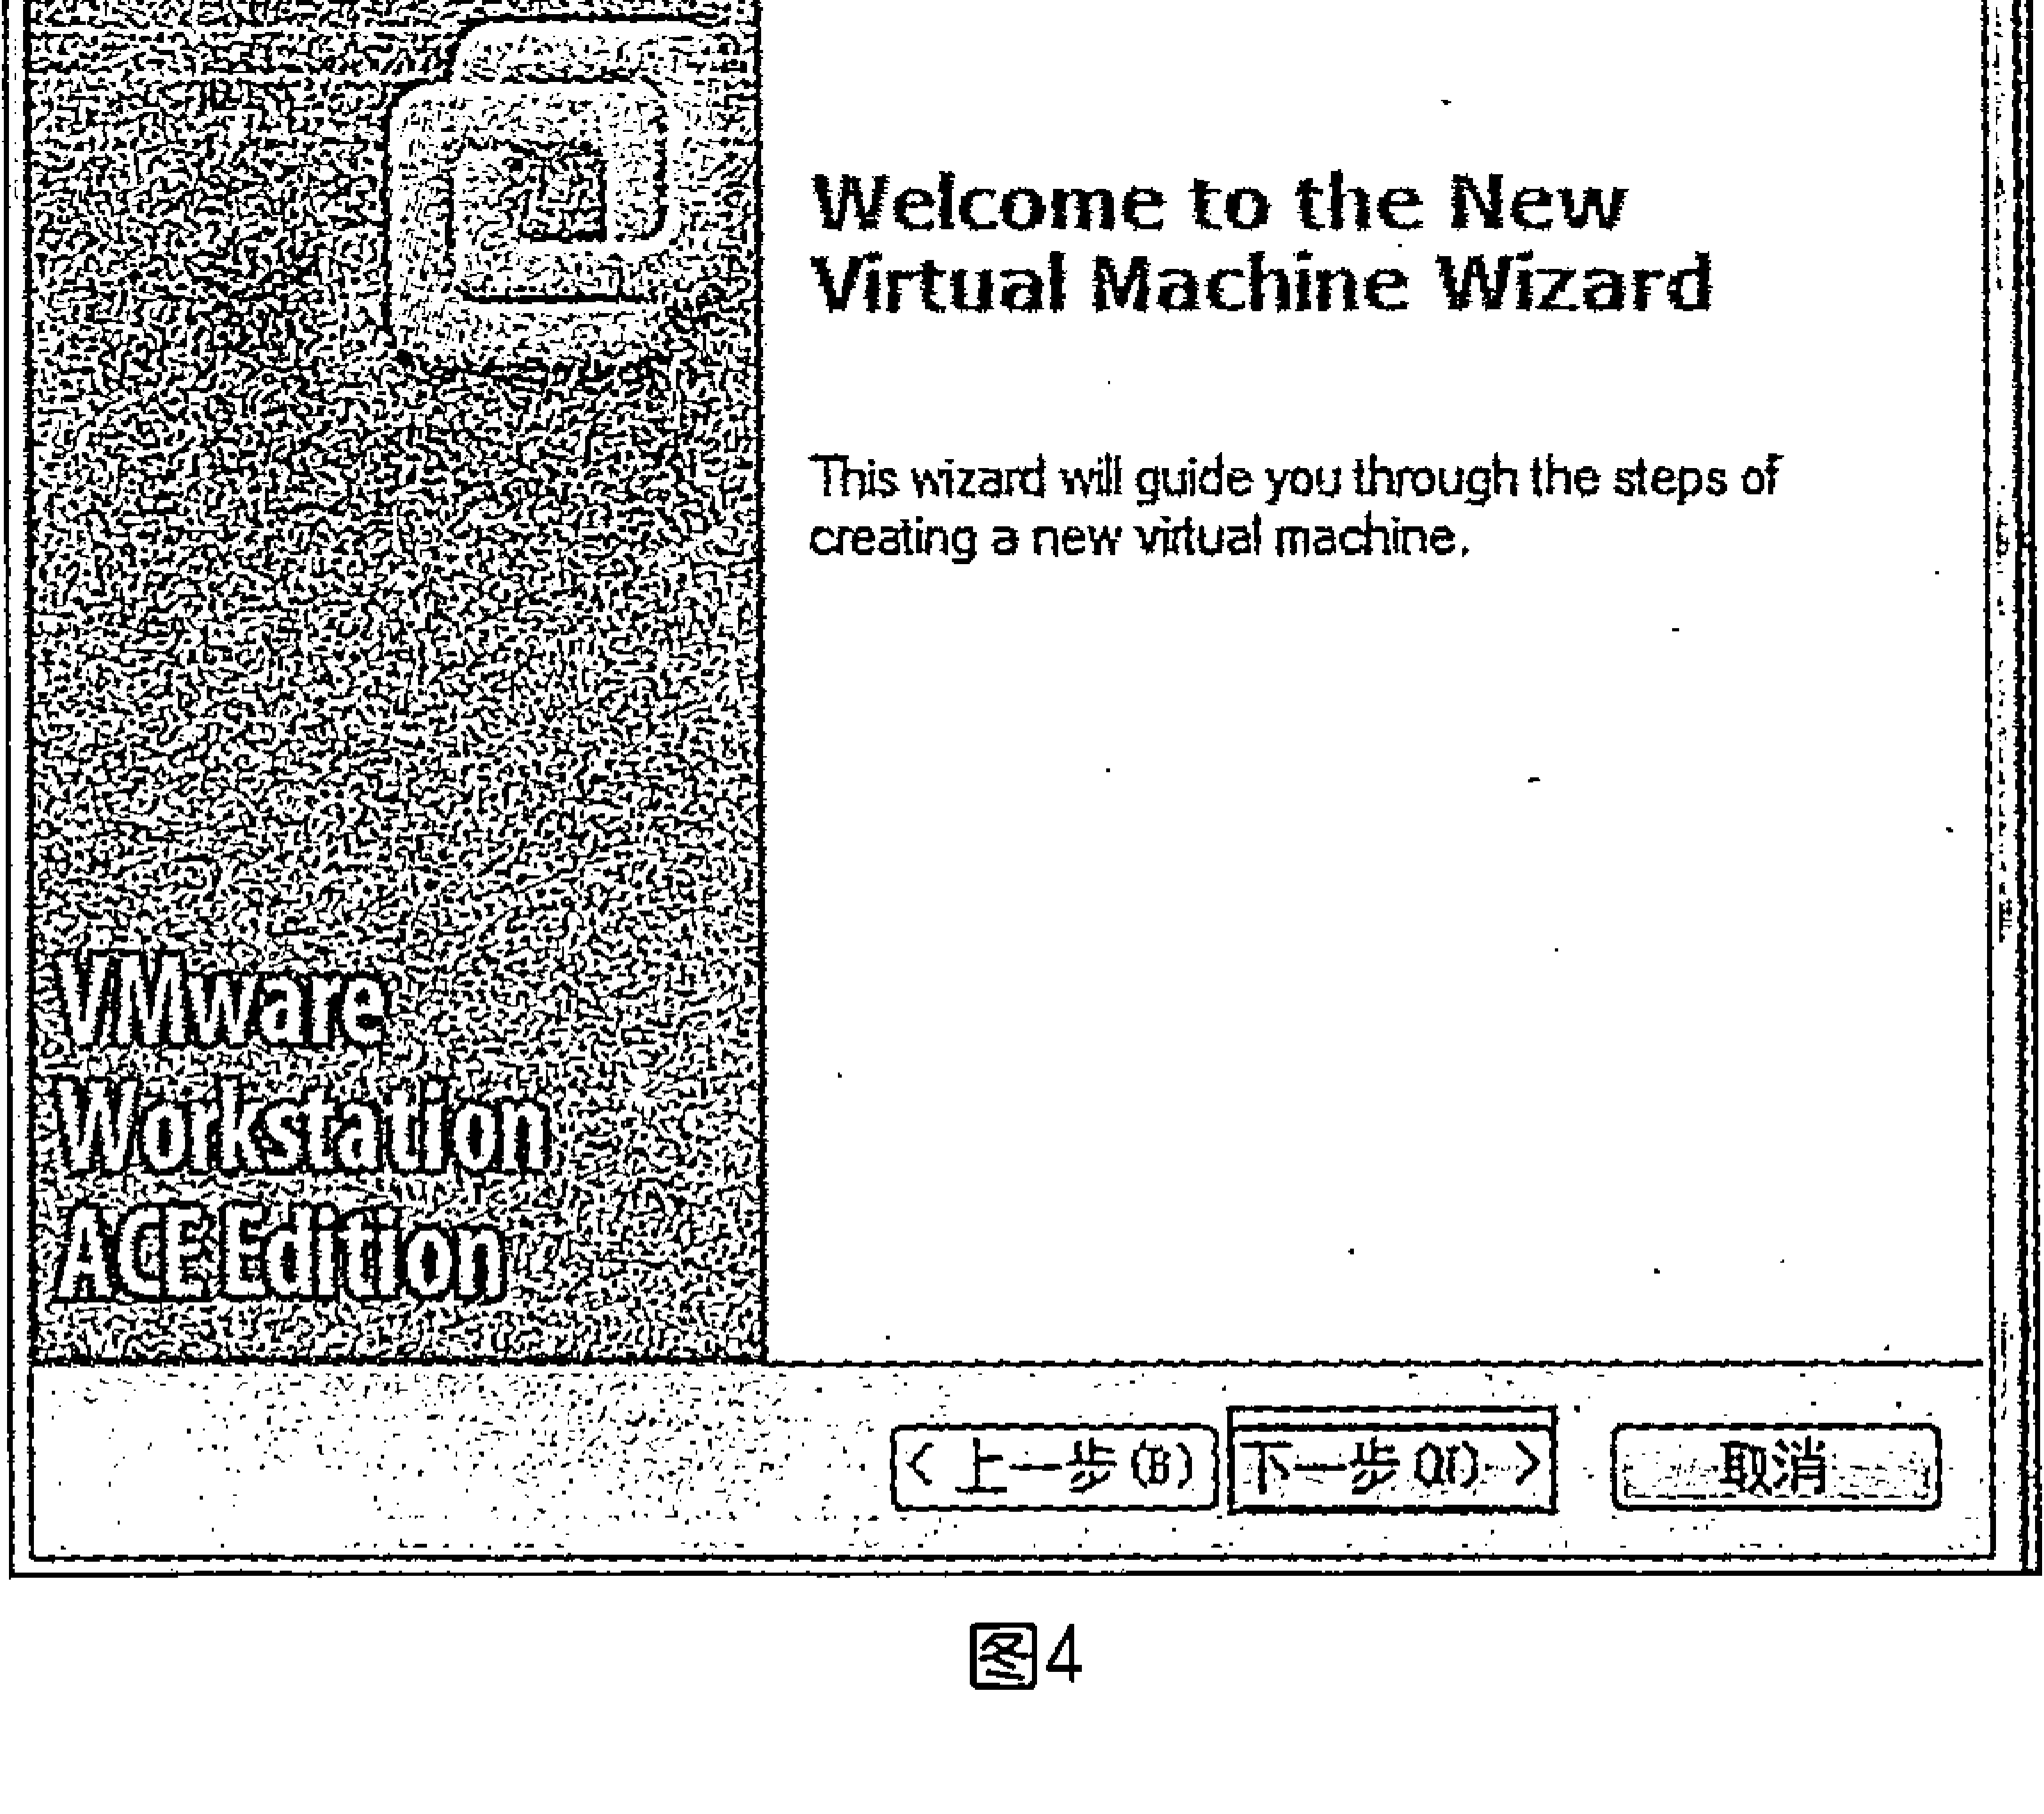 Welcome to the New
Virtual Machine Wizard
This wizard will guide you through the steps of
creating a new virtual machine.
VMware
Workstation
ACE Edition
< 上一步(B)
下一步(N) >
取消
图4